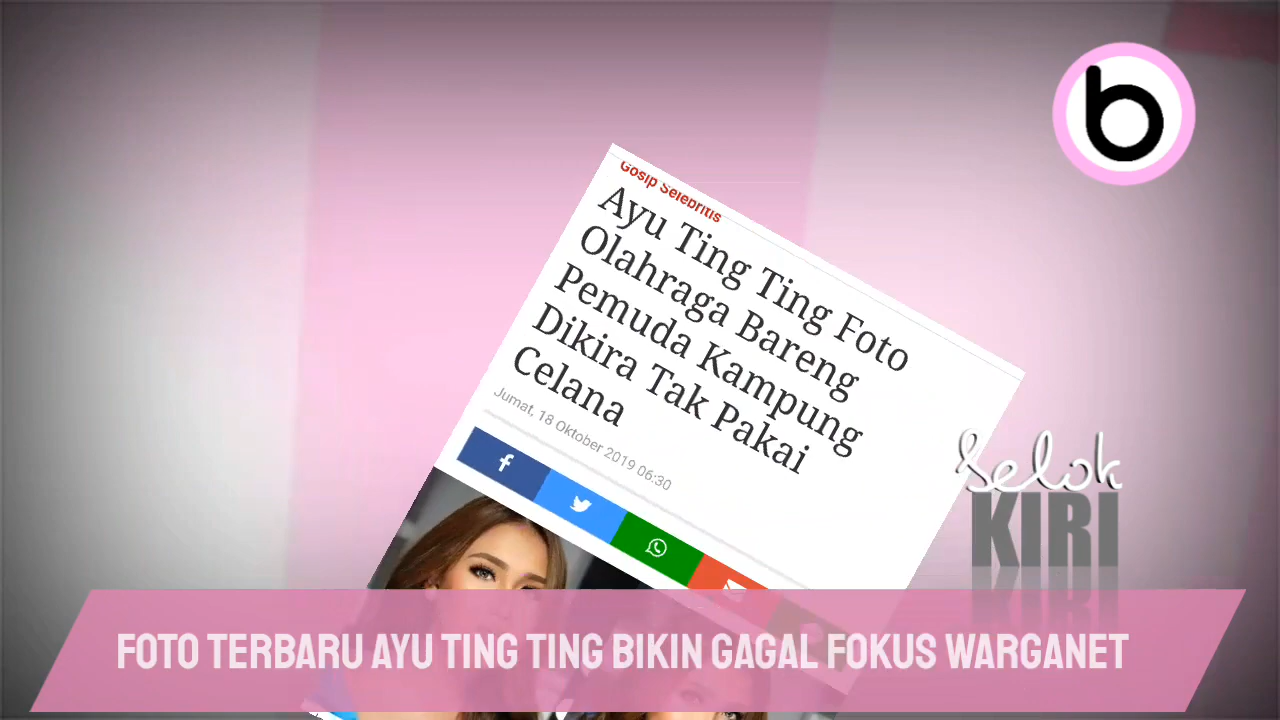 b
Gosip Selebritis
Ayu Ting Ting Foto
Olahraga Bareng
Pemuda Kampung
Dikira Tak Pakai
Celana
Jumat, 18 Oktober 2019 06:30
Belok
KIRI
FOTO TERBARU AYU TING TING BIKIN GAGAL FOKUS WARGANET